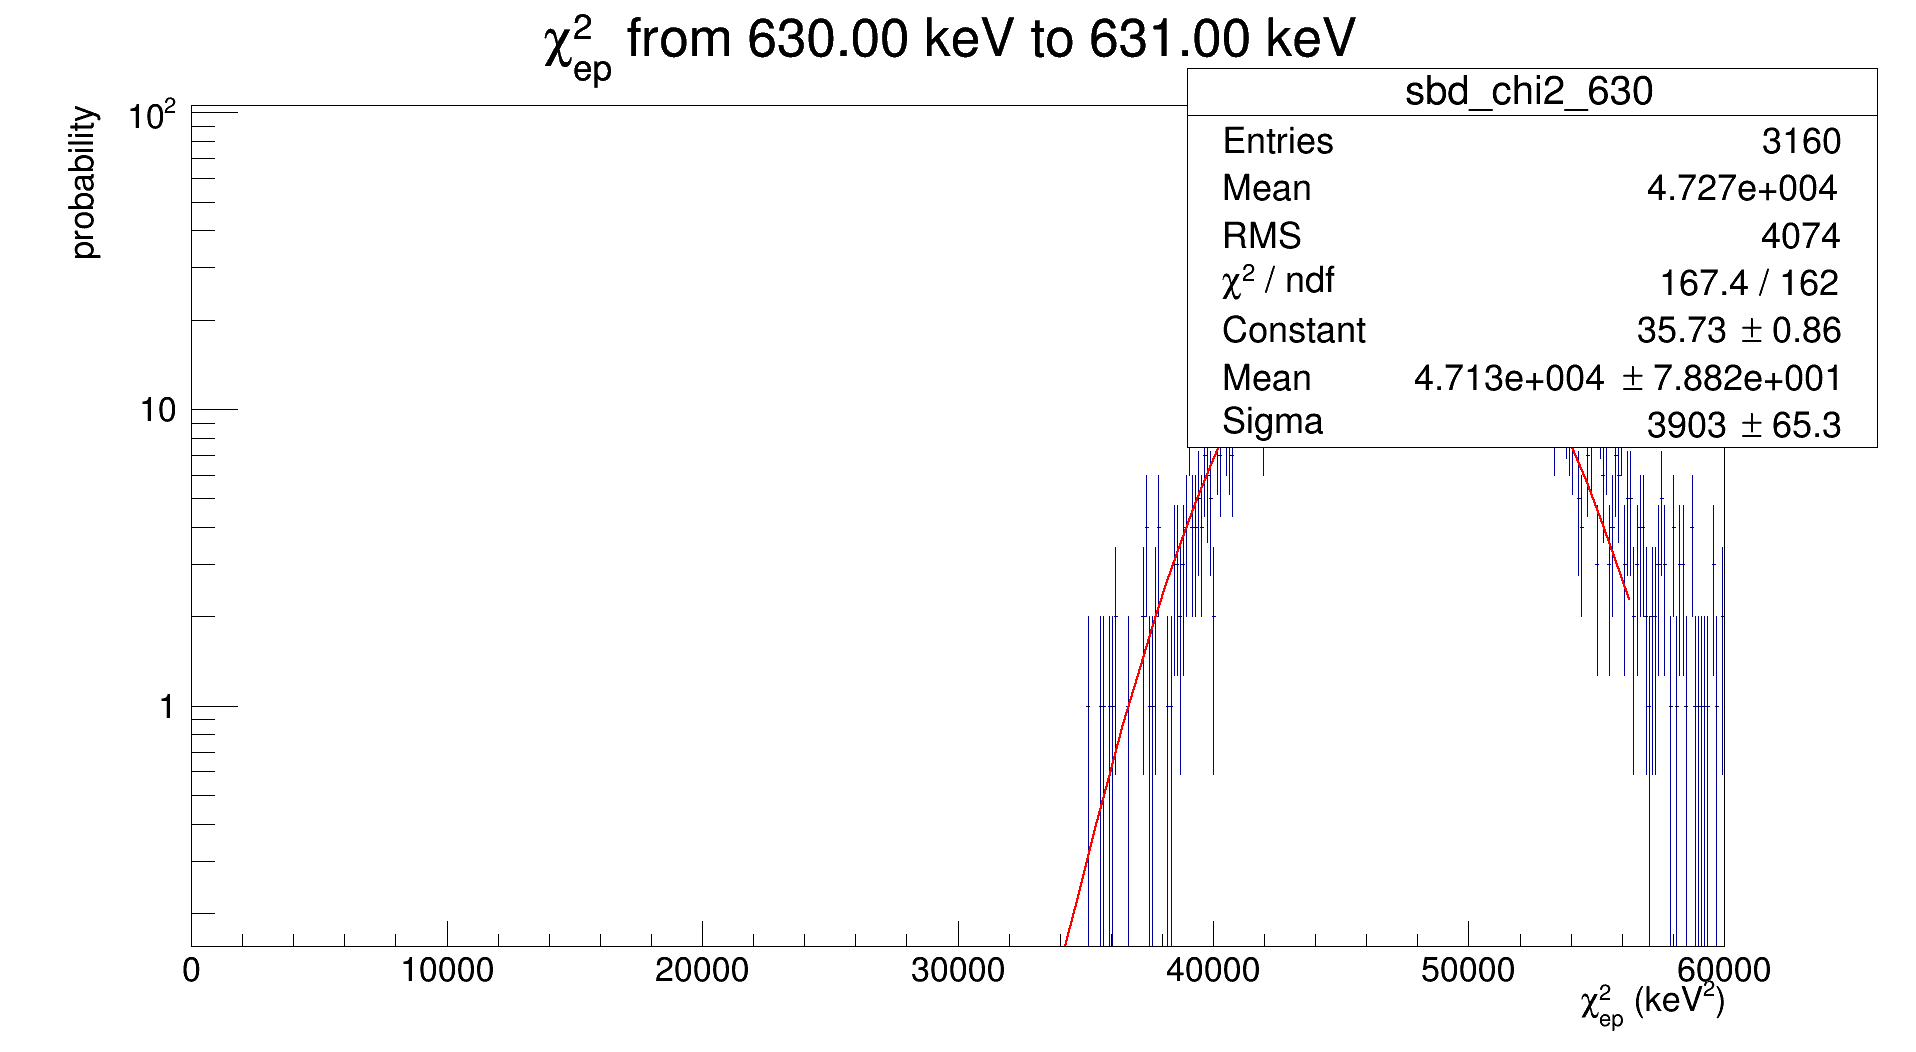 χ²ep from 630.00 keV to 631.00 keV
probability
10²
10
1
sbd_chi2_630
Entries 3160
Mean 4.727e+004
RMS 4074
χ² / ndf 167.4 / 162
Constant 35.73 ± 0.86
Mean 4.713e+004 ± 7.882e+001
Sigma 3903 ± 65.3
0 10000 20000 30000 40000 50000 60000
χ²ep (keV²)